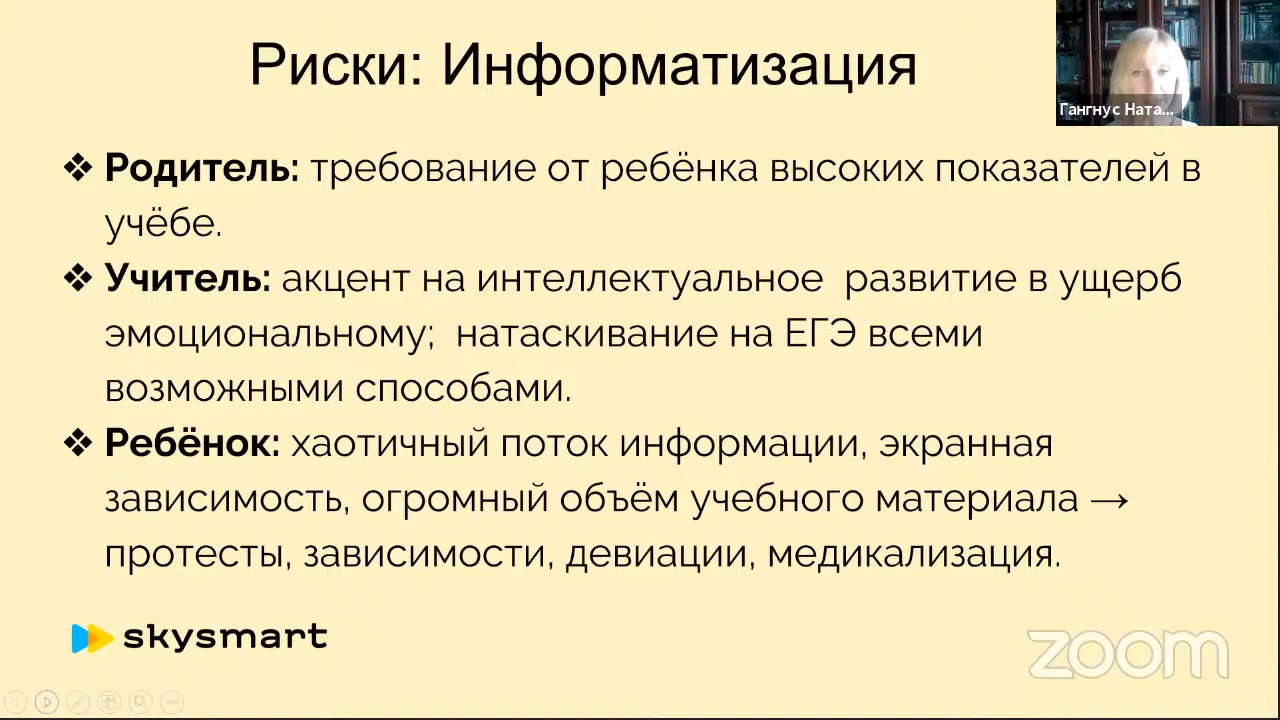 Риски: Информатизация
Гангнус Ната...
❖ Родитель: требование от ребёнка высоких показателей в
учёбе.
❖ Учитель: акцент на интеллектуальное развитие в ущерб
эмоциональному; натаскивание на ЕГЭ всеми
возможными способами.
❖ Ребёнок: хаотичный поток информации, экранная
зависимость, огромный объём учебного материала →
протесты, зависимости, девиации, медикализация.
skysmart
zoom